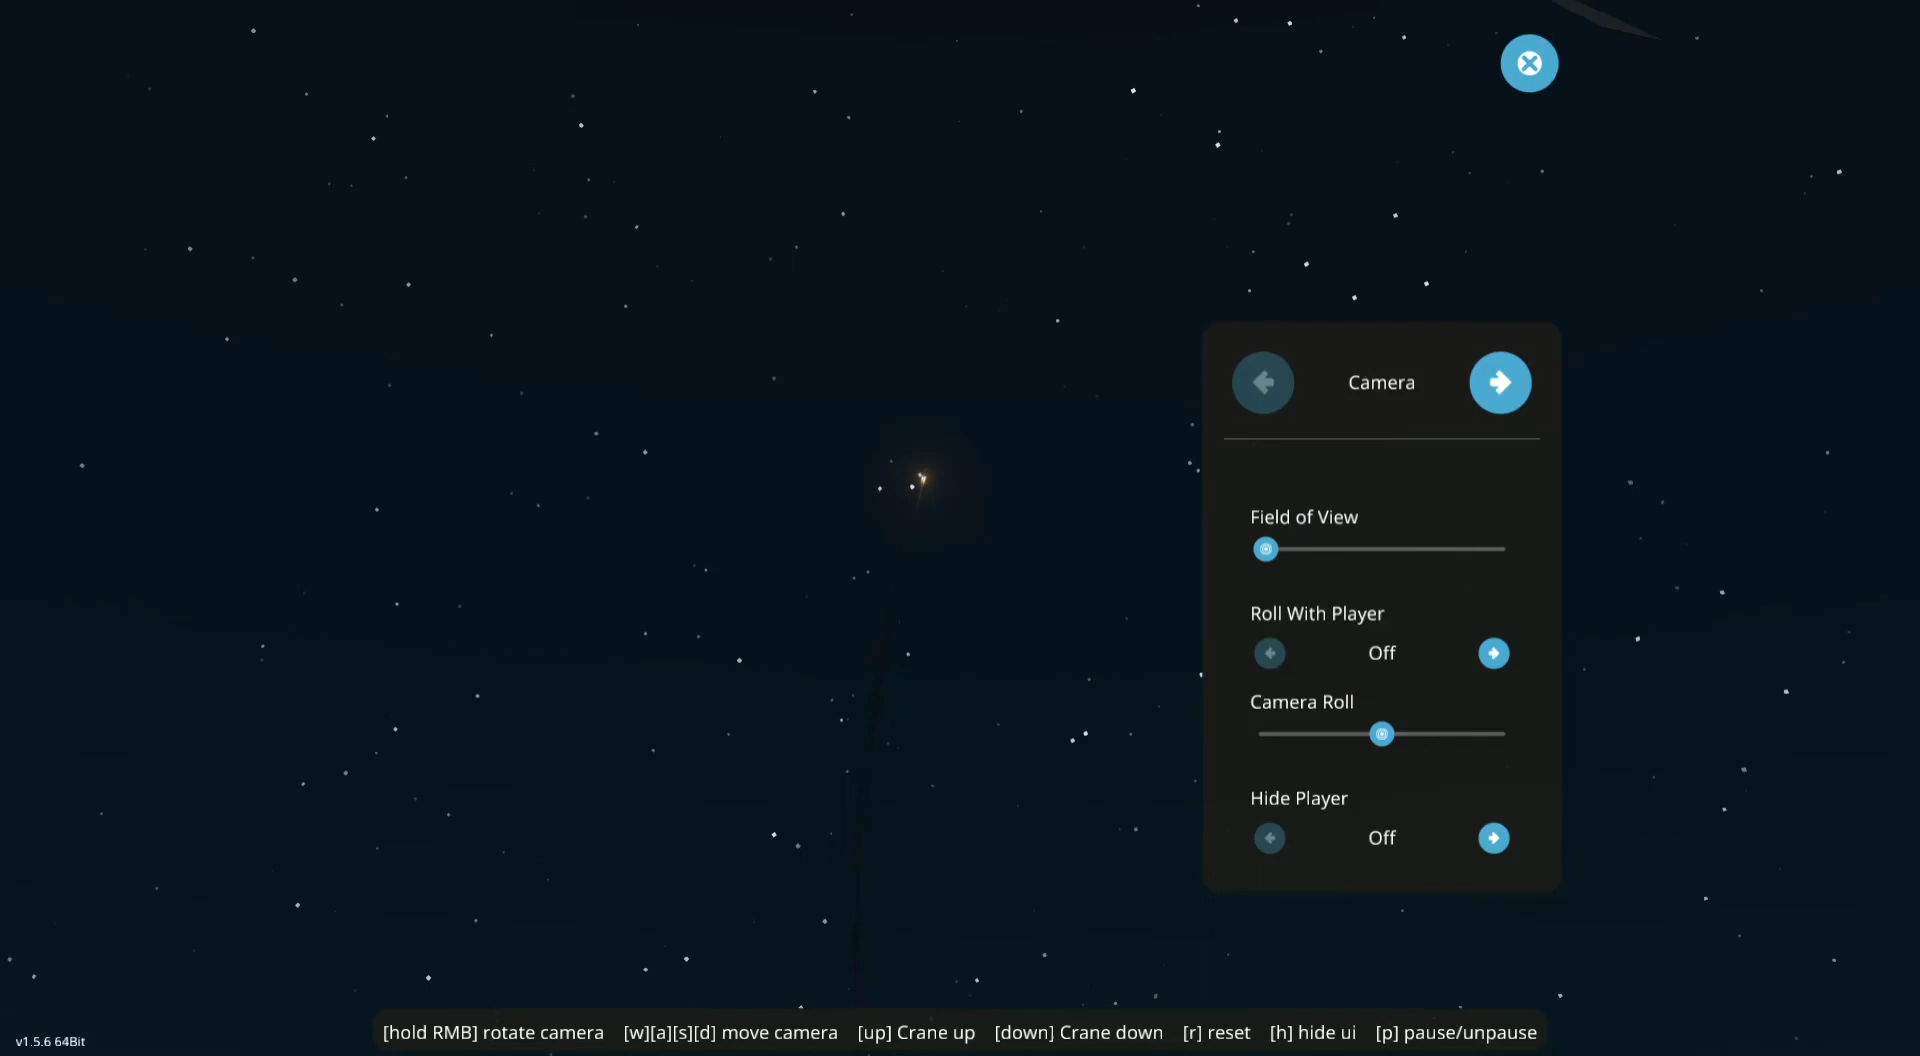 Camera
Field of View
Roll With Player
Off
Camera Roll
Hide Player
Off
[hold RMB] rotate camera [w][a][s][d] move camera [up] Crane up [down] Crane down [r] reset [h] hide ui [p] pause/unpause
v1.5.6 64Bit